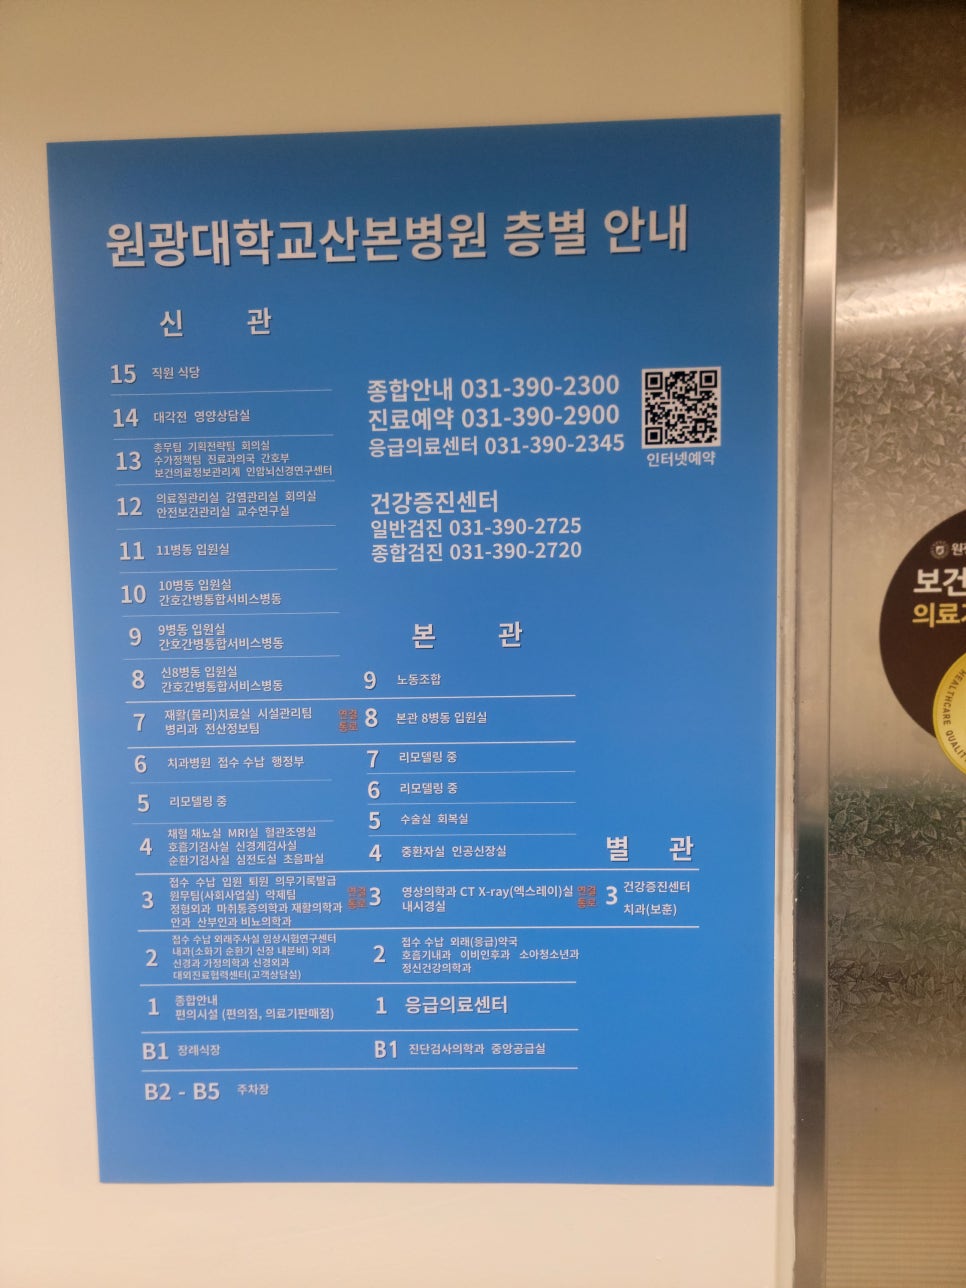 원광대학교산본병원 층별 안내
신 관
15 직원 식당
14 대각전 영양상담실
13 총무팀 기획전략팀 회의실
수가정책팀 진료과의국 간호부
보건의료정보관리계 인암뇌신경연구센터
12 의료질관리실 감염관리실 회의실
안전보건관리실 교수연구실
11 11병동 입원실
10 10병동 입원실
간호간병통합서비스병동
9 9병동 입원실
간호간병통합서비스병동
8 신8병동 입원실
간호간병통합서비스병동
7 재활(물리)치료실 시설관리팀
병리과 전산정보팀
연결
통로
6 치과병원 접수 수납 행정부
5 리모델링 중
4 채혈 채뇨실 MRI실 혈관조영실
호흡기검사실 신경계검사실
순환기검사실 심전도실 초음파실
3 접수 수납 입원 퇴원 의무기록발급
원무팀(사회사업실) 약제팀
정형외과 마취통증의학과 재활의학과
안과 산부인과 비뇨의학과
연결
통로
2 접수 수납 외래주사실 임상시험연구센터
내과(소화기 순환기 신장 내분비) 외과
신경과 가정의학과 신경외과
대외진료협력센터(고객상담실)
1 종합안내
편의시설 (편의점, 의료기판매점)
B1 장례식장
B2 - B5 주차장
종합안내 031-390-2300
진료예약 031-390-2900
응급의료센터 031-390-2345
인터넷예약
건강증진센터
일반검진 031-390-2725
종합검진 031-390-2720
본 관
9 노동조합
8 본관 8병동 입원실
7 리모델링 중
6 리모델링 중
5 수술실 회복실
4 중환자실 인공신장실
3 영상의학과 CT X-ray(엑스레이)실
내시경실
연결
통로
2 접수 수납 외래(응급)약국
호흡기내과 이비인후과 소아청소년과
정신건강의학과
1 응급의료센터
B1 진단검사의학과 중앙공급실
별 관
3 건강증진센터
치과(보훈)
보건
의료
HEALTHCARE